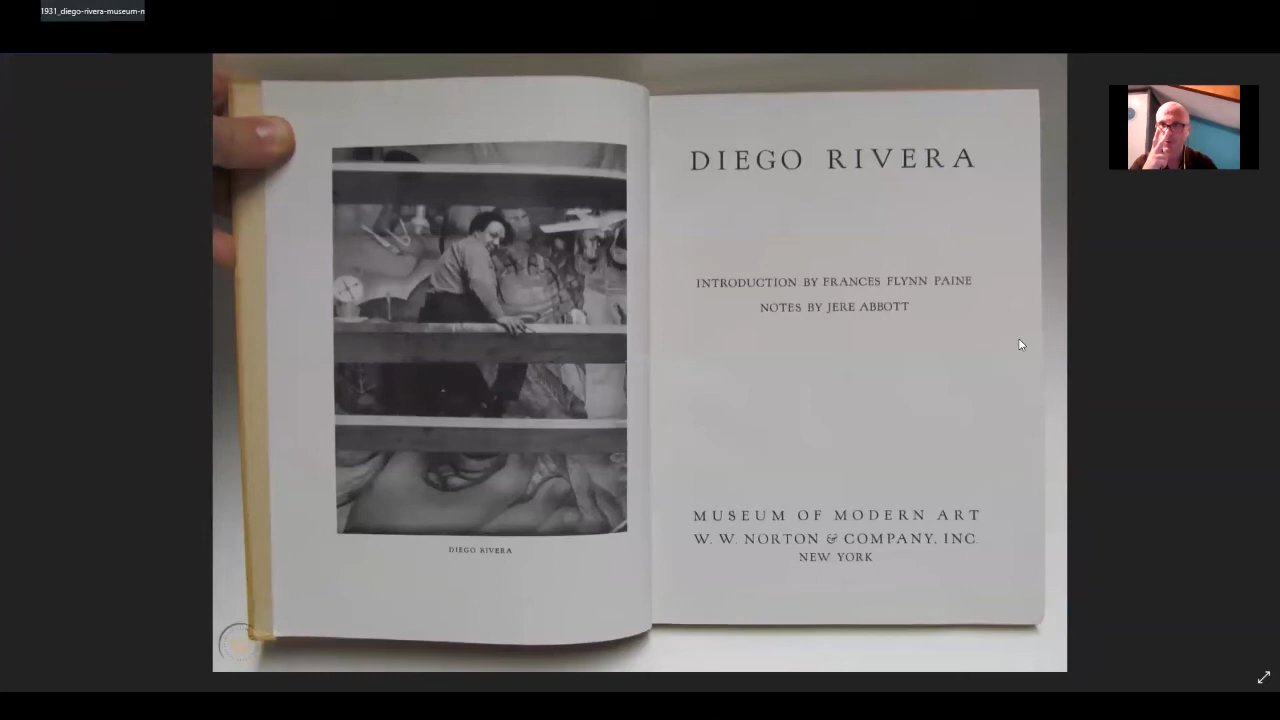 1931_diego-rivera-museum-m
DIEGO RIVERA
DIEGO RIVERA
INTRODUCTION BY FRANCES FLYNN PAINE
NOTES BY JERE ABBOTT
MUSEUM OF MODERN ART
W. W. NORTON & COMPANY, INC.
NEW YORK